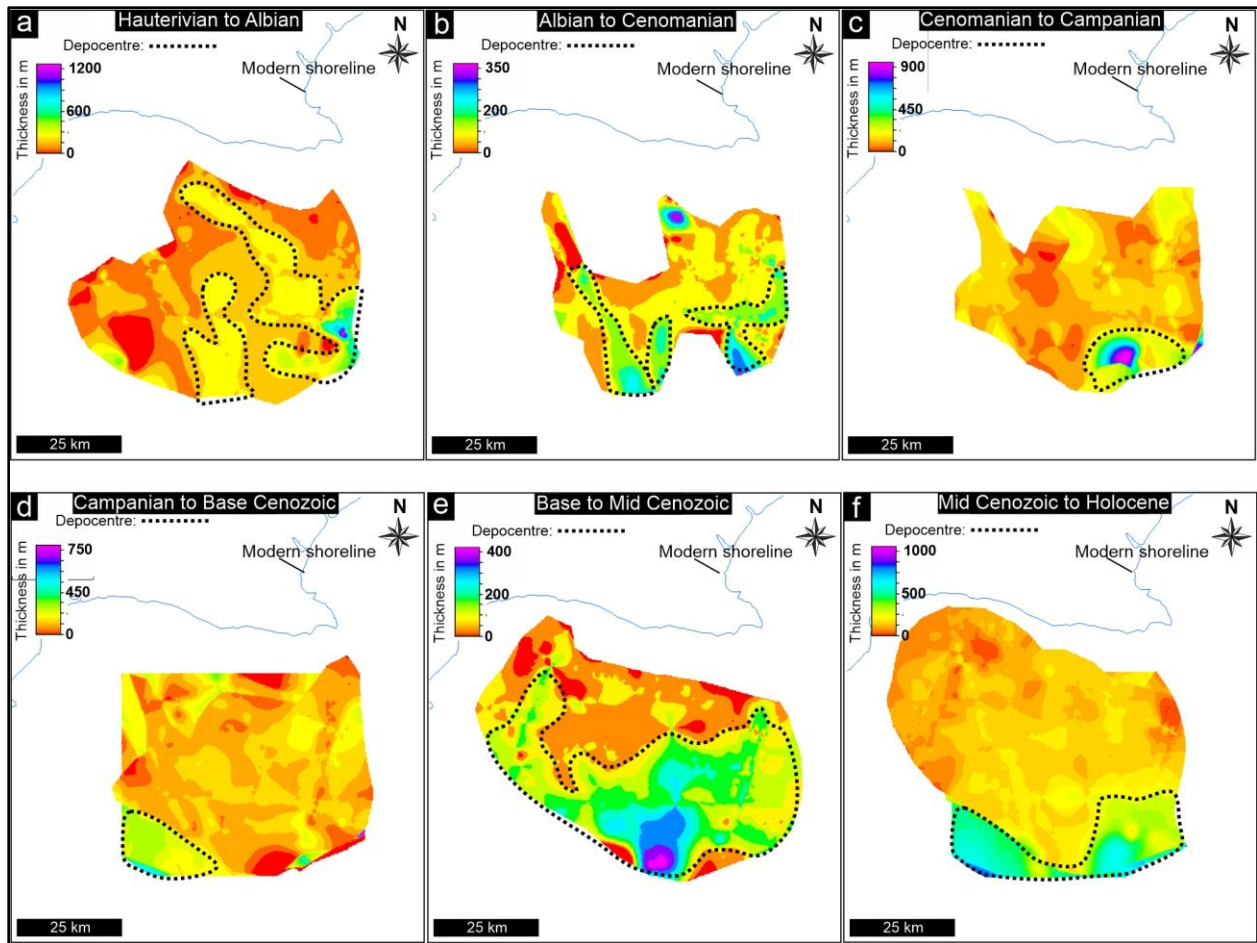 a
Hauterivian to Albian
N
Depocentre:
Modern shoreline
Thickness in m
1200
600
0
25 km
b
Albian to Cenomanian
N
Depocentre:
Modern shoreline
Thickness in m
350
200
0
25 km
c
Cenomanian to Campanian
N
Depocentre:
Modern shoreline
Thickness in m
900
450
0
25 km
d
Campanian to Base Cenozoic
N
Depocentre:
Modern shoreline
Thickness in m
750
450
0
25 km
e
Base to Mid Cenozoic
N
Depocentre:
Modern shoreline
Thickness in m
400
200
0
25 km
f
Mid Cenozoic to Holocene
N
Depocentre:
Modern shoreline
Thickness in m
1000
500
0
25 km